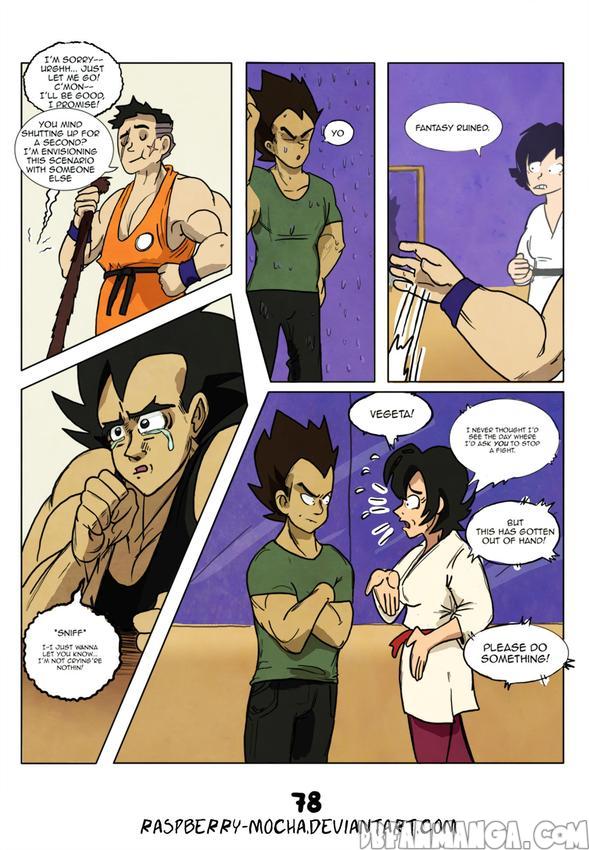 I'M SORRY--
URGHH... JUST
LET ME GO!
C'MON--
I'LL BE GOOD,
I PROMISE!
YOU MIND
SHUTTING UP FOR
A SECOND?
I'M ENVISIONING
THIS SCENARIO
WITH SOMEONE
ELSE
YO
FANTASY RUINED.
*SNIFF*
I-I JUST WANNA
LET YOU KNOW...
I'M NOT CRYING'RE
NOTHIN!
VEGETA!
I NEVER THOUGHT I'D
SEE THE DAY WHERE
I'D ASK YOU TO STOP
A FIGHT.
BUT
THIS HAS GOTTEN
OUT OF HAND!
PLEASE DO
SOMETHING!
78
RASPBERRY-MOCHA.DEVIANTART.COM
DBFANMANGA.COM